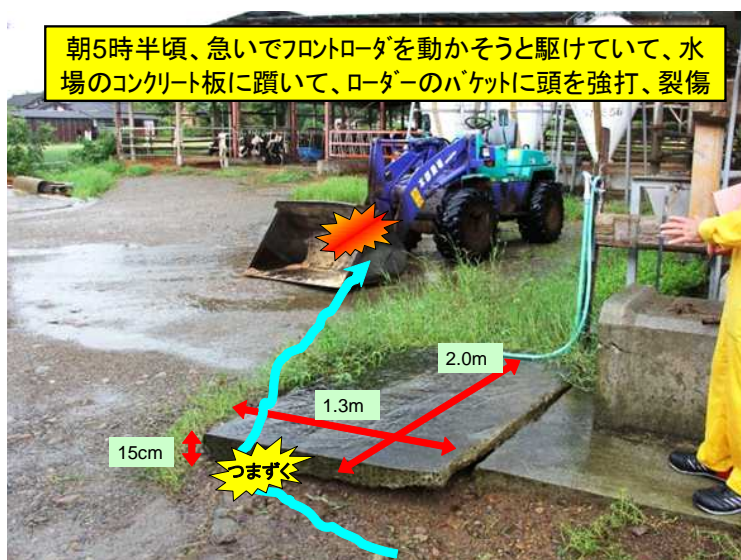 朝5時半頃、急いでﾌﾛﾝﾄﾛｰﾀﾞを動かそうと駆けていて、水
場のｺﾝｸﾘｰﾄ板に躓いて、ﾛｰﾀﾞｰのﾊﾞｹｯﾄに頭を強打、裂傷
2.0m
1.3m
15cm
つまずく